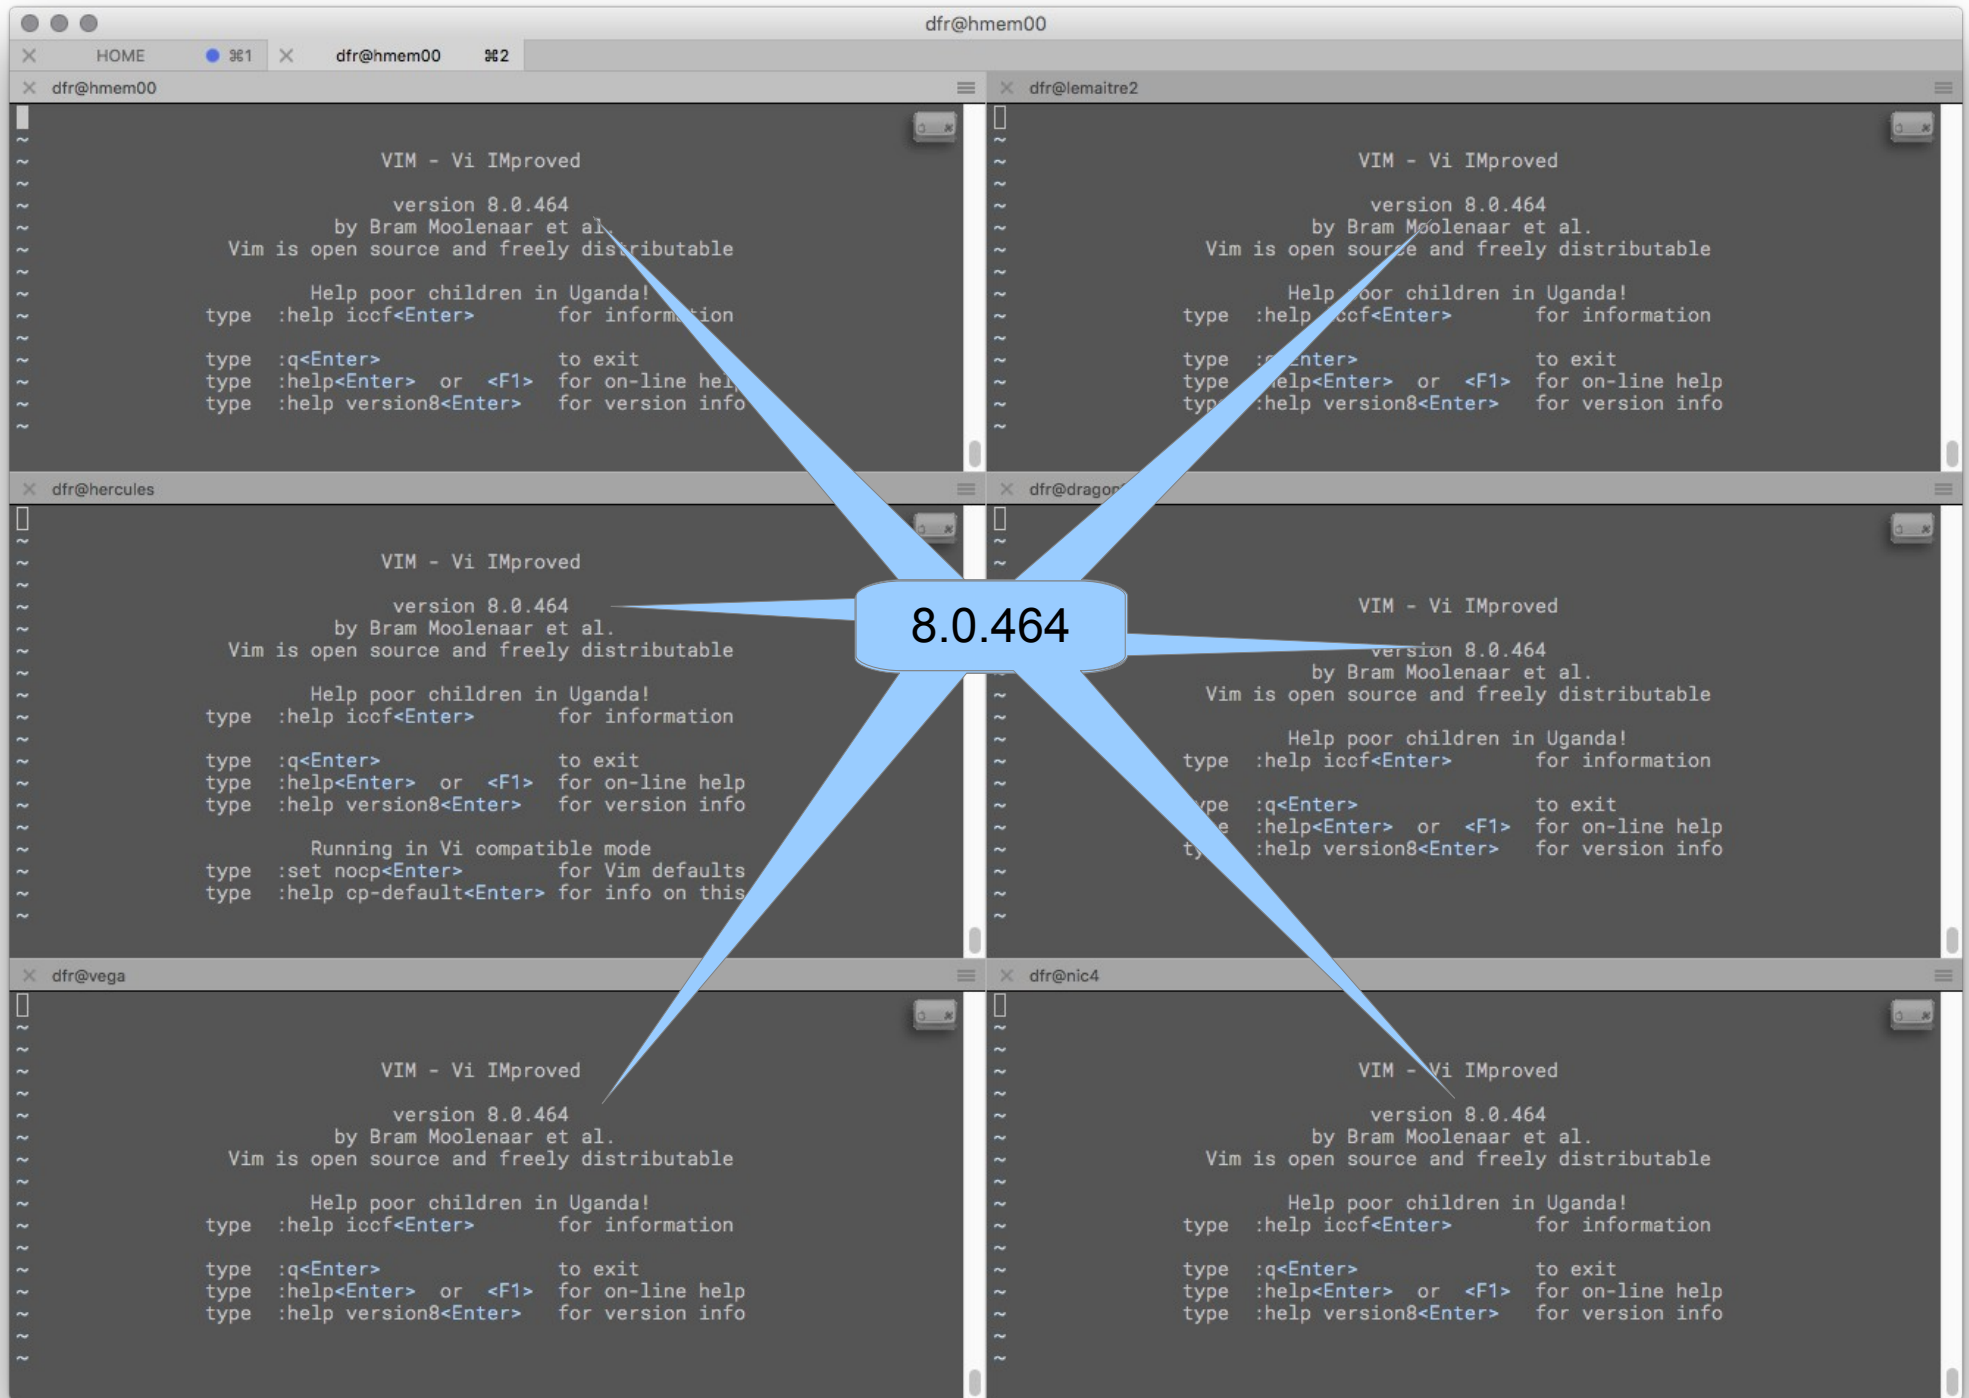 dfr@hmem00
HOME ⌘1 dfr@hmem00 ⌘2
dfr@hmem00
~
~ VIM - Vi IMproved
~
~ version 8.0.464
~ by Bram Moolenaar et al.
~ Vim is open source and freely distributable
~
~ Help poor children in Uganda!
~ type :help iccf<Enter> for information
~
~ type :q<Enter> to exit
~ type :help<Enter> or <F1> for on-line help
~ type :help version8<Enter> for version info
~
dfr@lemaitre2
~
~ VIM - Vi IMproved
~
~ version 8.0.464
~ by Bram Moolenaar et al.
~ Vim is open source and freely distributable
~
~ Help poor children in Uganda!
~ type :help iccf<Enter> for information
~
~ type :q<Enter> to exit
~ type :help<Enter> or <F1> for on-line help
~ type :help version8<Enter> for version info
~
dfr@hercules
~
~ VIM - Vi IMproved
~
~ version 8.0.464
~ by Bram Moolenaar et al.
~ Vim is open source and freely distributable
~
~ Help poor children in Uganda!
~ type :help iccf<Enter> for information
~
~ type :q<Enter> to exit
~ type :help<Enter> or <F1> for on-line help
~ type :help version8<Enter> for version info
~
~ Running in Vi compatible mode
~ type :set nocp<Enter> for Vim defaults
~ type :help cp-default<Enter> for info on this
~
8.0.464
~
~
VIM - Vi IMproved
version 8.0.464
by Bram Moolenaar et al.
~ Vim is open source and freely distributable
~
~ Help poor children in Uganda!
~ type :help iccf<Enter> for information
~
~ type :q<Enter> to exit
~ type :help<Enter> or <F1> for on-line help
~ type :help version8<Enter> for version info
~
~
~
dfr@vega
~
~
~ VIM - Vi IMproved
~
~ version 8.0.464
~ by Bram Moolenaar et al.
~ Vim is open source and freely distributable
~
~ Help poor children in Uganda!
~ type :help iccf<Enter> for information
~
~ type :q<Enter> to exit
~ type :help<Enter> or <F1> for on-line help
~ type :help version8<Enter> for version info
~
~
dfr@nic4
~
~
~ VIM - Vi IMproved
~
~ version 8.0.464
~ by Bram Moolenaar et al.
~ Vim is open source and freely distributable
~
~ Help poor children in Uganda!
~ type :help iccf<Enter> for information
~
~ type :q<Enter> to exit
~ type :help<Enter> or <F1> for on-line help
~ type :help version8<Enter> for version info
~
~